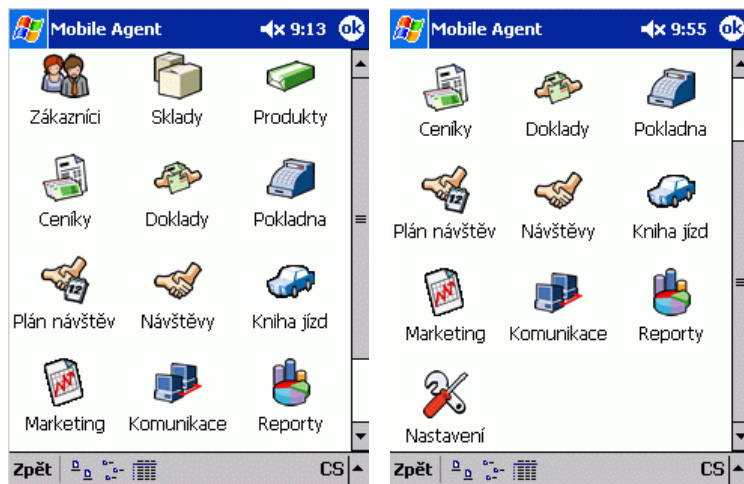 Mobile Agent 9:13 ok
Zákazníci Sklady Produkty
Ceníky Doklady Pokladna
Plán návštěv Návštěvy Kniha jízd
12
Marketing Komunikace Reporty
Zpět CS
Mobile Agent 9:55 ok
Ceníky Doklady Pokladna
Plán návštěv Návštěvy Kniha jízd
12
Marketing Komunikace Reporty
Nastavení
Zpět CS